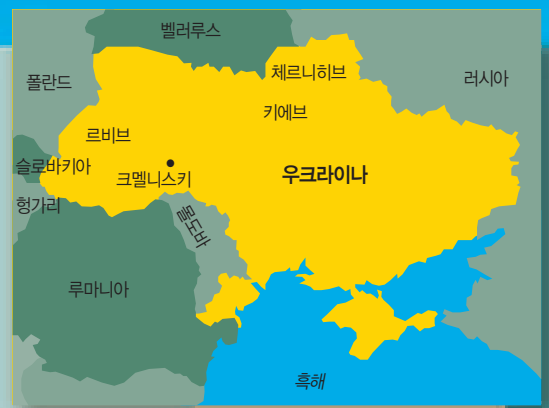 벨러루스
폴란드
체르니히브
러시아
키에브
르비브
슬로바키아
크멜니스키
우크라이나
헝가리
몰도바
루마니아
흑해